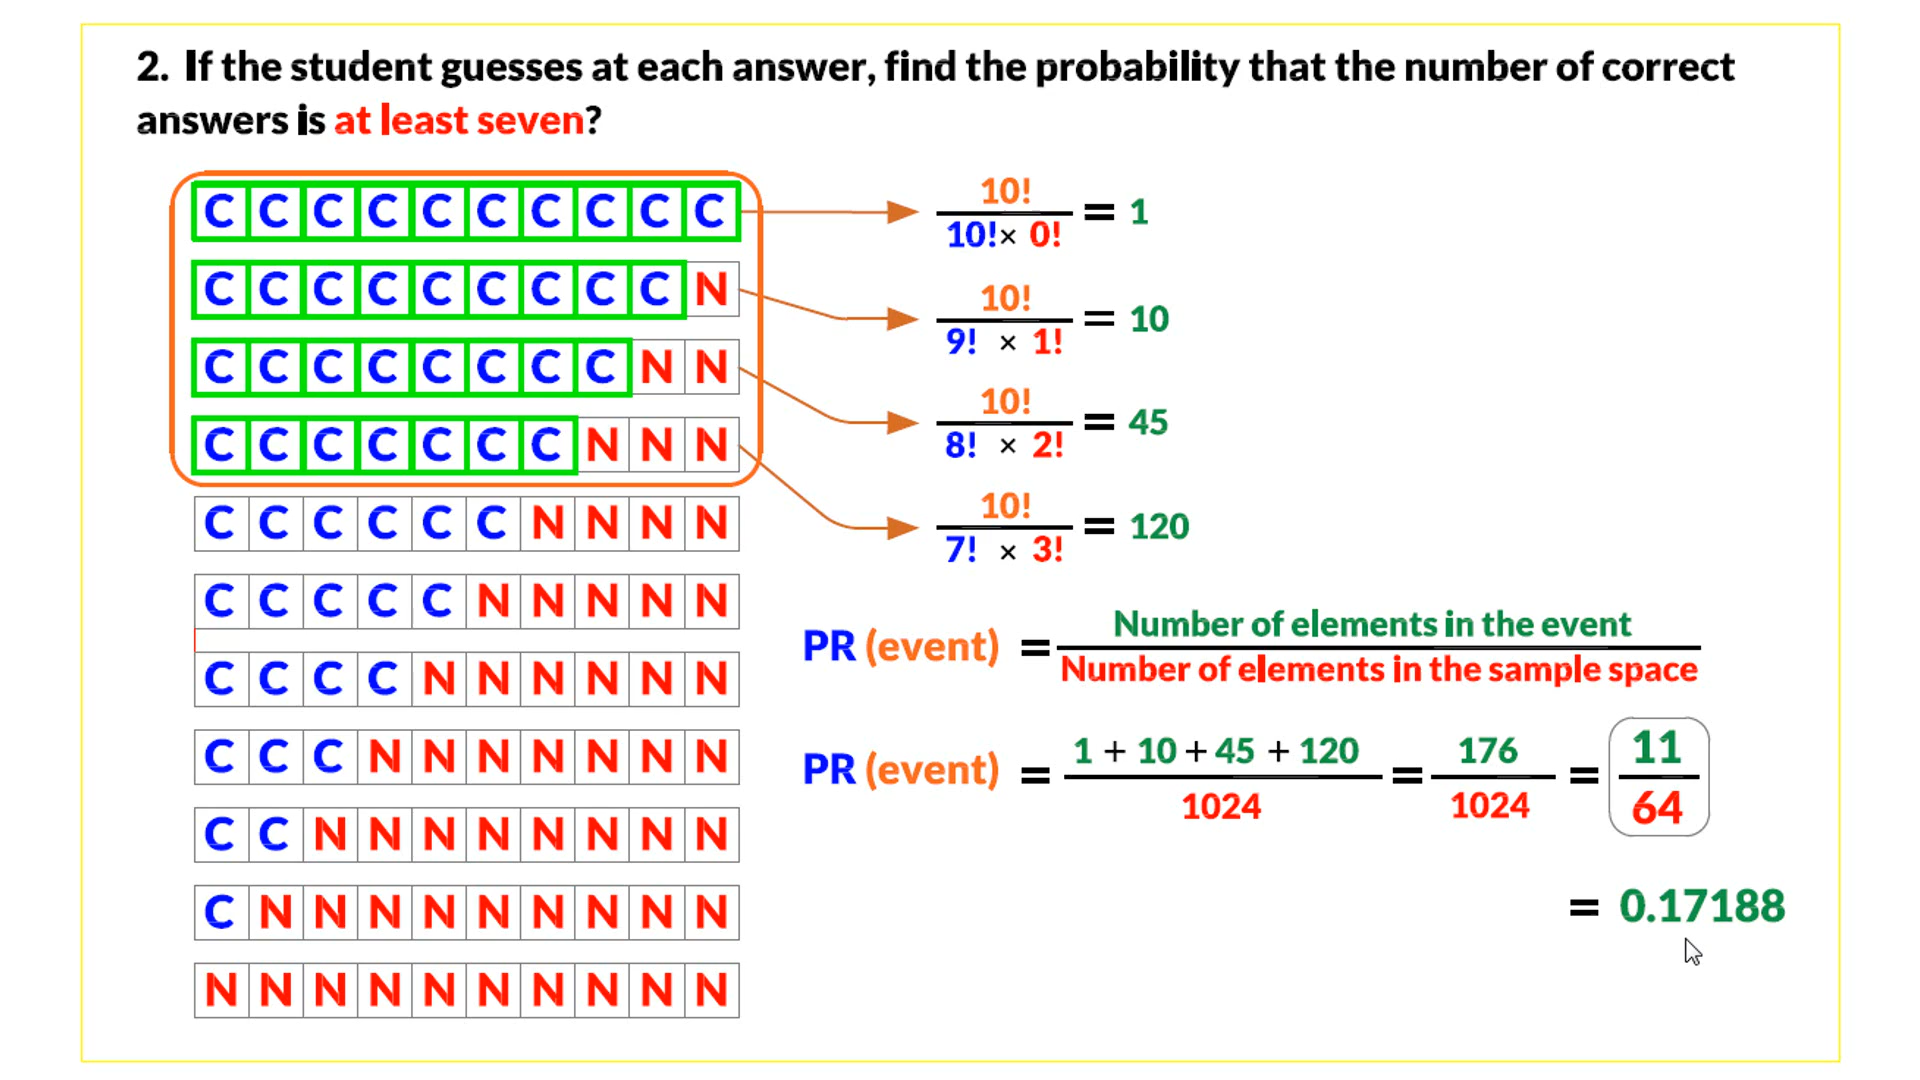 2. If the student guesses at each answer, find the probability that the number of correct
answers is at least seven?
C C C C C C C C C C
10!
10!× 0!
= 1
C C C C C C C C C N
10!
9! × 1!
= 10
C C C C C C C C N N
10!
8! × 2!
= 45
C C C C C C C N N N
10!
7! × 3!
= 120
C C C C C C N N N N
C C C C C N N N N N
C C C C N N N N N N
C C C N N N N N N N
C C N N N N N N N N
C N N N N N N N N N
N N N N N N N N N N
PR (event) =
Number of elements in the event
Number of elements in the sample space
PR (event) =
1 + 10 + 45 + 120
1024
=
176
1024
=
11
64
= 0.17188